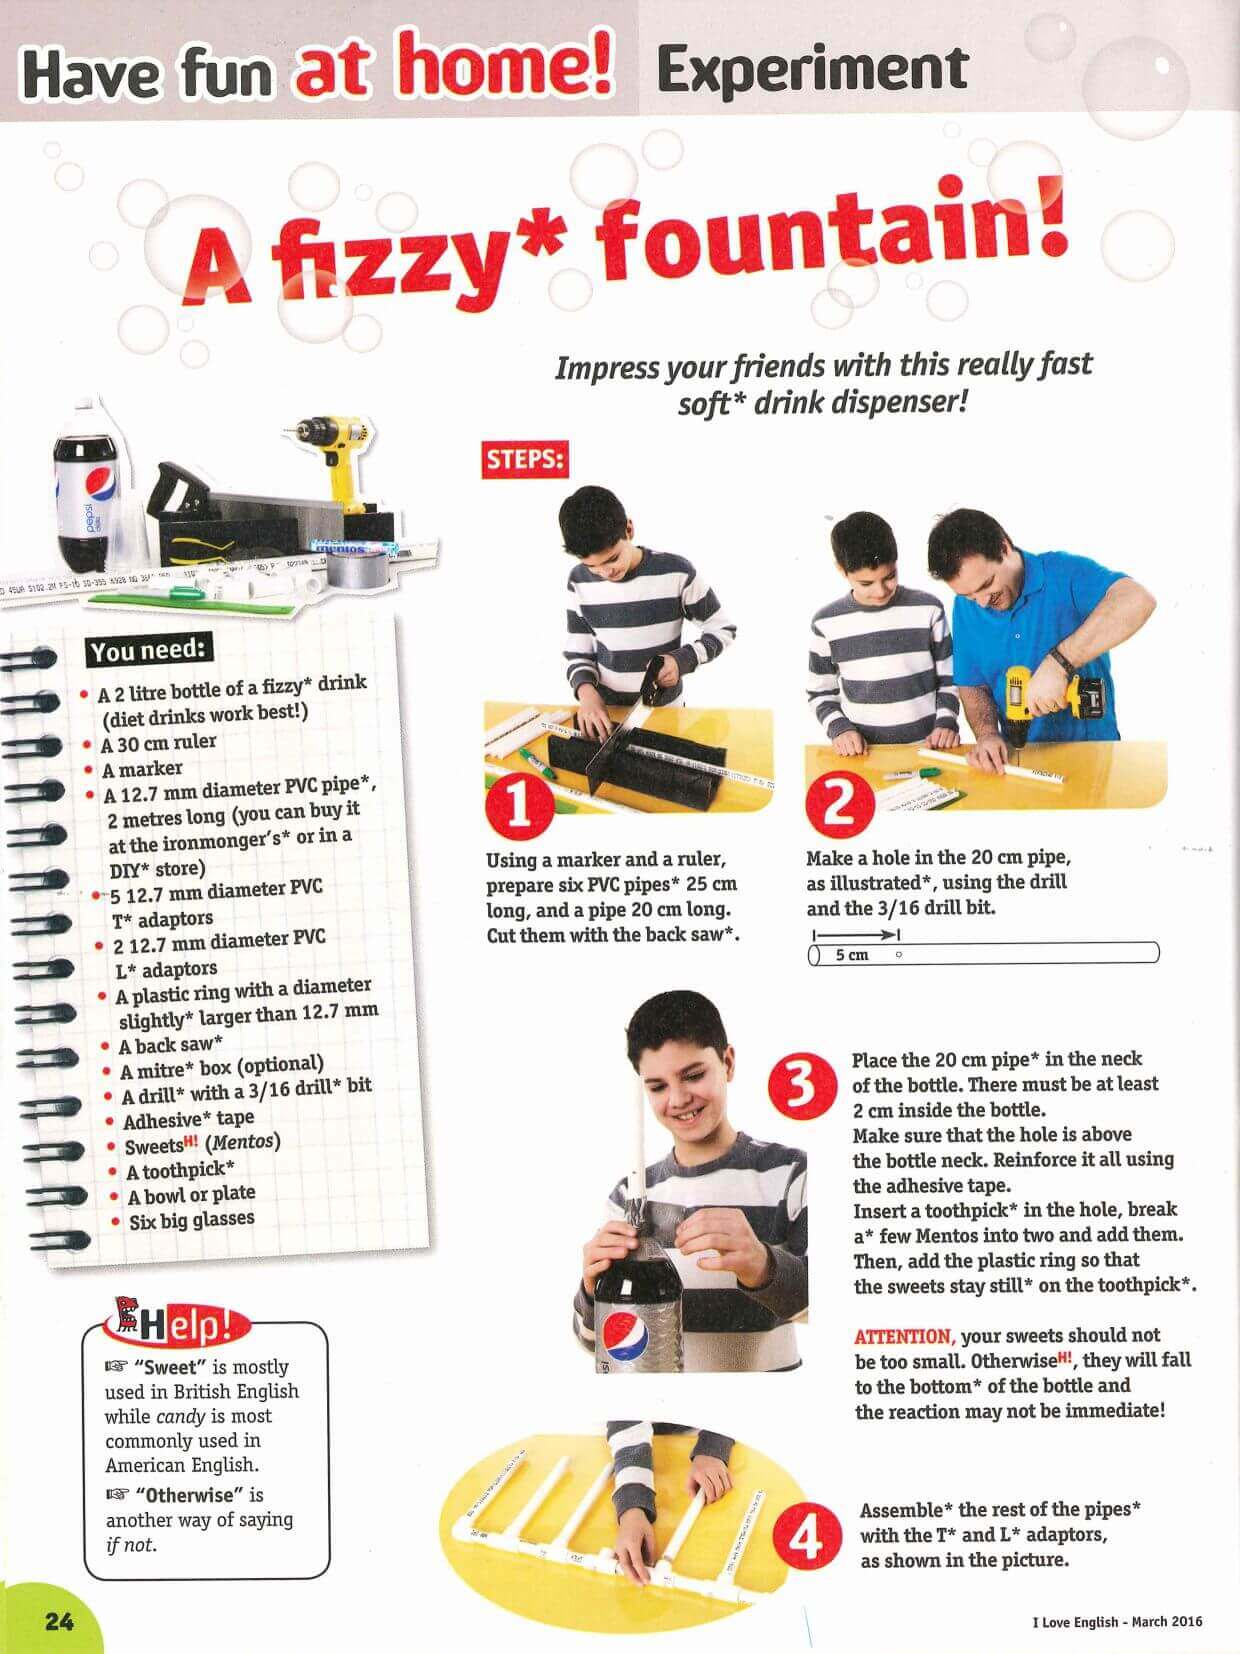 Have fun at home! Experiment
A fizzy* fountain!
Impress your friends with this really fast
soft* drink dispenser!
STEPS:
pepsi
mentos
You need:
• A 2 litre bottle of a fizzy* drink
(diet drinks work best!)
• A 30 cm ruler
• A marker
• A 12.7 mm diameter PVC pipe*,
2 metres long (you can buy it
at the ironmonger's* or in a
DIY* store)
• 5 12.7 mm diameter PVC
T* adaptors
• 2 12.7 mm diameter PVC
L* adaptors
• A plastic ring with a diameter
slightly* larger than 12.7 mm
• A back saw*
• A mitre* box (optional)
• A drill* with a 3/16 drill* bit
• Adhesive* tape
• SweetsH! (Mentos)
• A toothpick*
• A bowl or plate
• Six big glasses
1
Using a marker and a ruler,
prepare six PVC pipes* 25 cm
long, and a pipe 20 cm long.
Cut them with the back saw*.
2
Make a hole in the 20 cm pipe,
as illustrated*, using the drill
and the 3/16 drill bit.
5 cm
3
Place the 20 cm pipe* in the neck
of the bottle. There must be at least
2 cm inside the bottle.
Make sure that the hole is above
the bottle neck. Reinforce it all using
the adhesive tape.
Insert a toothpick* in the hole, break
a* few Mentos into two and add them.
Then, add the plastic ring so that
the sweets stay still* on the toothpick*.
ATTENTION, your sweets should not
be too small. OtherwiseH!, they will fall
to the bottom* of the bottle and
the reaction may not be immediate!
4
Assemble* the rest of the pipes*
with the T* and L* adaptors,
as shown in the picture.
Help!
☞ "Sweet" is mostly
used in British English
while candy is most
commonly used in
American English.
☞ "Otherwise" is
another way of saying
if not.
24
I Love English - March 2016